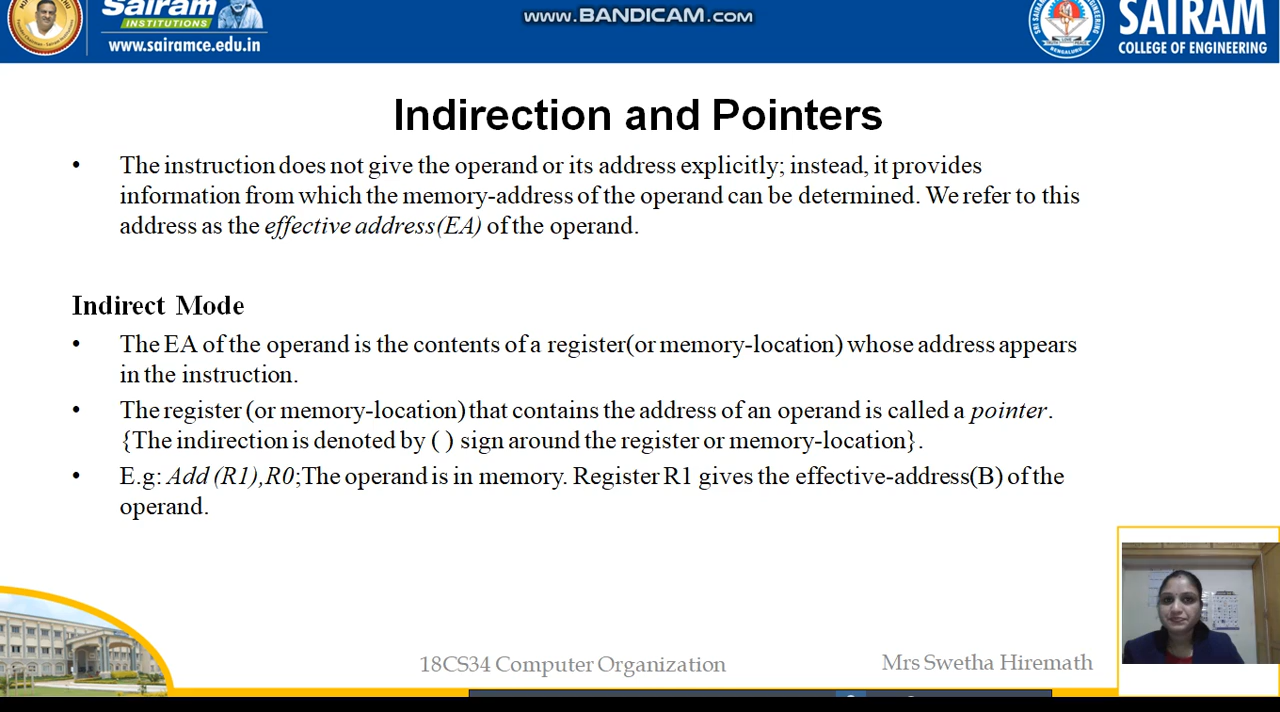 www.BANDICAM.com
Sairam
INSTITUTIONS
www.sairamce.edu.in
SAIRAM
COLLEGE OF ENGINEERING
BENGALURU
Indirection and Pointers
• The instruction does not give the operand or its address explicitly; instead, it provides
information from which the memory-address of the operand can be determined. We refer to this
address as the effective address(EA) of the operand.
Indirect Mode
• The EA of the operand is the contents of a register(or memory-location) whose address appears
in the instruction.
• The register (or memory-location) that contains the address of an operand is called a pointer.
{The indirection is denoted by ( ) sign around the register or memory-location}.
• E.g: Add (R1),R0;The operand is in memory. Register R1 gives the effective-address(B) of the
operand.
18CS34 Computer Organization
Mrs Swetha Hiremath